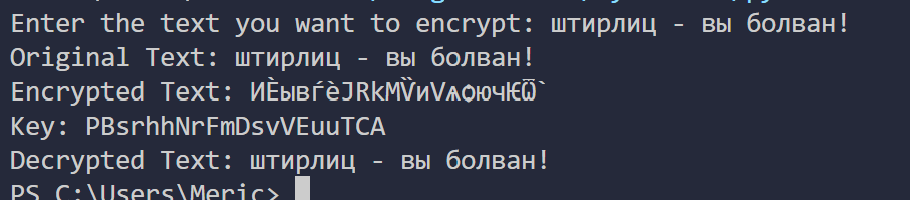 Enter the text you want to encrypt: штирлиц - вы болван!
Original Text: штирлиц - вы болван!
Encrypted Text: ИЀывѓѐЈRkMѶиVѧѻючѤѾ`
Key: PBsrhhNrFmDsvVEuuTCA
Decrypted Text: штирлиц - вы болван!
PS C:\Users\Meric>